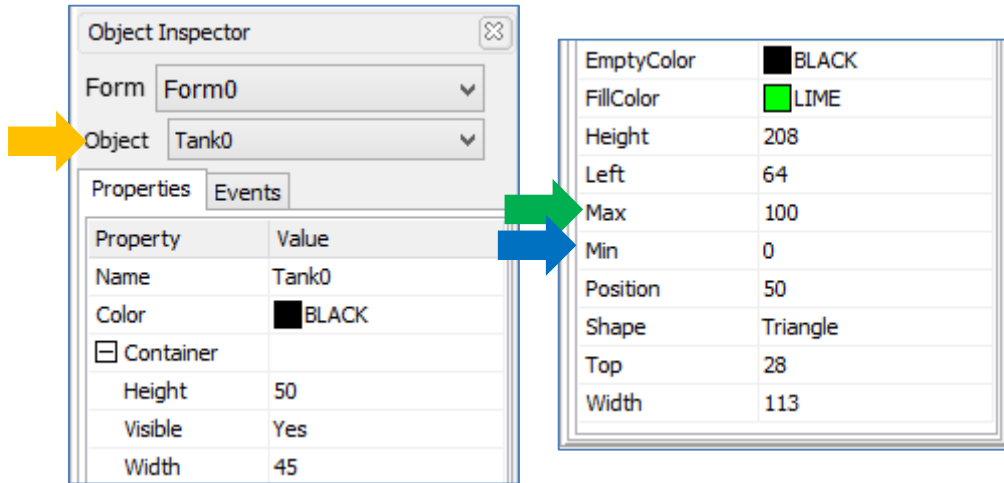 Object Inspector
Form Form0
Object Tank0
Properties Events
Property Value
Name Tank0
Color BLACK
Container
Height 50
Visible Yes
Width 45
EmptyColor BLACK
FillColor LIME
Height 208
Left 64
Max 100
Min 0
Position 50
Shape Triangle
Top 28
Width 113